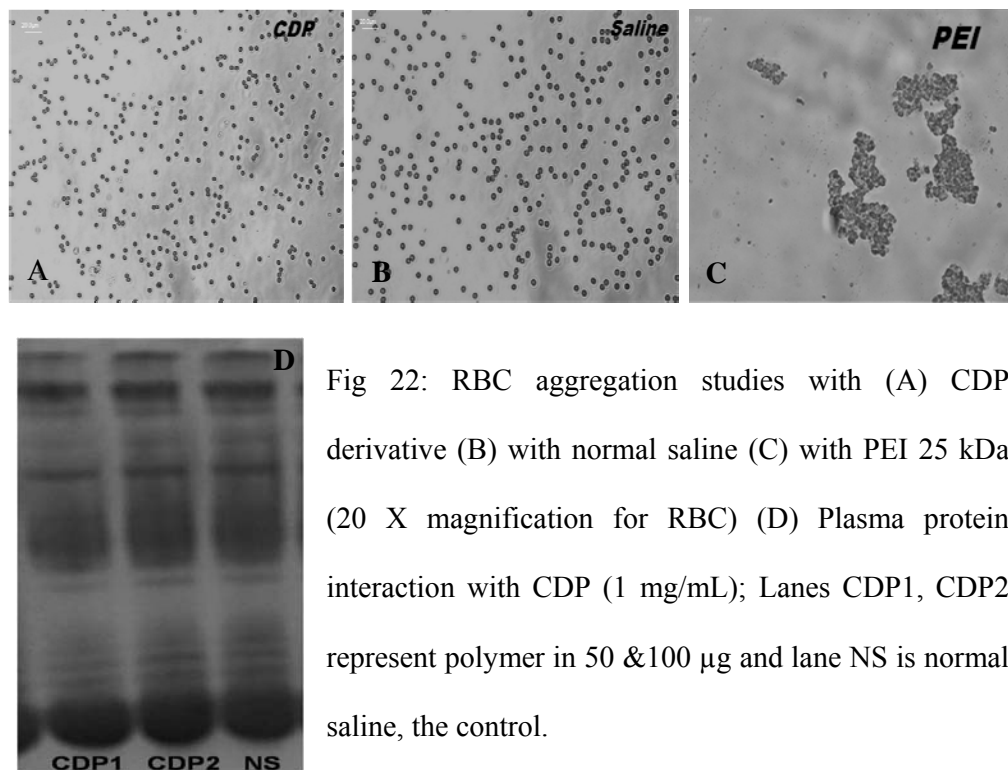 CDP
Saline
PEI
20.0µm
A
B
C
D
Fig 22: RBC aggregation studies with (A) CDP
derivative (B) with normal saline (C) with PEI 25 kDa
(20 X magnification for RBC) (D) Plasma protein
interaction with CDP (1 mg/mL); Lanes CDP1, CDP2
represent polymer in 50 &100 µg and lane NS is normal
saline, the control.
CDP1 CDP2 NS